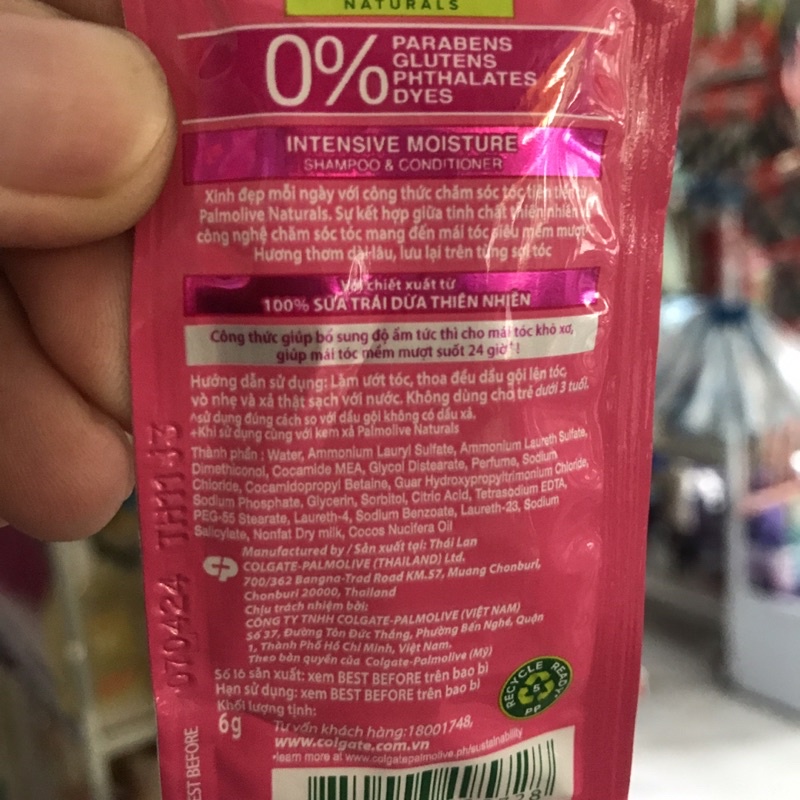 NATURALS
0% PARABENS
GLUTENS
PHTHALATES
DYES
INTENSIVE MOISTURE
SHAMPOO & CONDITIONER
Xinh đẹp mỗi ngày với công thức chăm sóc tóc tiên tiến từ
Palmolive Naturals. Sự kết hợp giữa tinh chất thiên nhiên và
công nghệ chăm sóc tóc mang đến mái tóc siêu mềm mượt
Hương thơm dài lâu, lưu lại trên từng sợi tóc
Với chiết xuất từ
100% SỮA TRÁI DỪA THIÊN NHIÊN
Công thức giúp bổ sung độ ẩm tức thì cho mái tóc khô xơ,
giúp mái tóc mềm mượt suốt 24 giờ^!
Hướng dẫn sử dụng: Làm ướt tóc, thoa đều dầu gội lên tóc
vò nhẹ và xả thật sạch với nước. Không dùng cho trẻ dưới 3 tuổi.
^sử dụng đúng cách so với dầu gội không có dầu xả.
+Khi sử dụng cùng với kem xả Palmolive Naturals
Thành phần : Water, Ammonium Lauryl Sulfate, Ammonium Laureth Sulfate,
Dimethiconol, Cocamide MEA, Glycol Distearate, Perfume, Sodium
Chloride, Cocamidopropyl Betaine, Guar Hydroxypropyltrimonium Chloride,
Sodium Phosphate, Glycerin, Sorbitol, Citric Acid, Tetrasodium EDTA,
PEG-55 Stearate, Laureth-4, Sodium Benzoate, Laureth-23, Sodium
Salicylate, Nonfat Dry milk, Cocos Nucifera Oil
CP
Manufactured by / Sản xuất tại: Thái Lan
COLGATE-PALMOLIVE (THAILAND) Ltd.
700/362 Bangna-Trad Road KM.57, Muang Chonburi,
Chonburi 20000, Thailand
Chịu trách nhiệm bởi:
CÔNG TY TNHH COLGATE-PALMOLIVE (VIỆT NAM)
Số 37, Đường Tôn Đức Thắng, Phường Bến Nghé, Quận
1, Thành Phố Hồ Chí Minh, Việt Nam.
Theo bản quyền của Colgate-Palmolive (Mỹ)
Số lô sản xuất: xem BEST BEFORE trên bao bì
Hạn sử dụng: xem BEST BEFORE trên bao bì
Khối lượng tịnh:
6g
Tư vấn khách hàng:18001748,
www.colgate.com.vn
•learn more at www.colgatepalmolive.ph/sustainability
RECYCLE READY•
5
PP
070424 TH11J3
BEST BEFORE